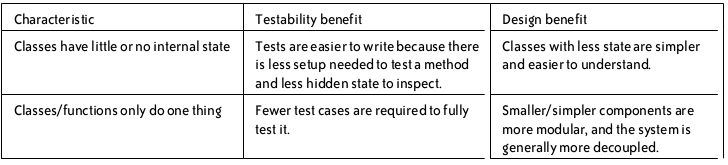 Characteristic
Testability benefit
Design benefit
Classes have little or no internal state
Tests are easier to write because there
is less setup needed to test a method
and less hidden state to inspect.
Classes with less state are simpler
and easier to understand.
Classes/functions only do one thing
Fewer test cases are required to fully
test it.
Smaller/simpler components are
more modular, and the system is
generally more decoupled.